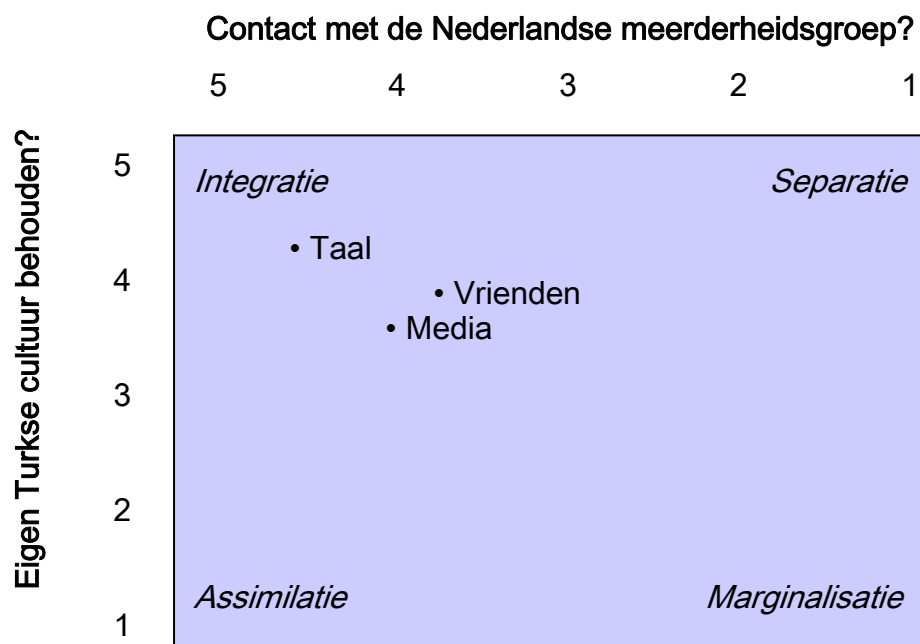 Contact met de Nederlandse meerderheidsgroep?
5 4 3 2 1
Eigen Turkse cultuur behouden?
5
Integratie Separatie
• Taal
4
• Vrienden
• Media
3
2
Assimilatie Marginalisatie
1